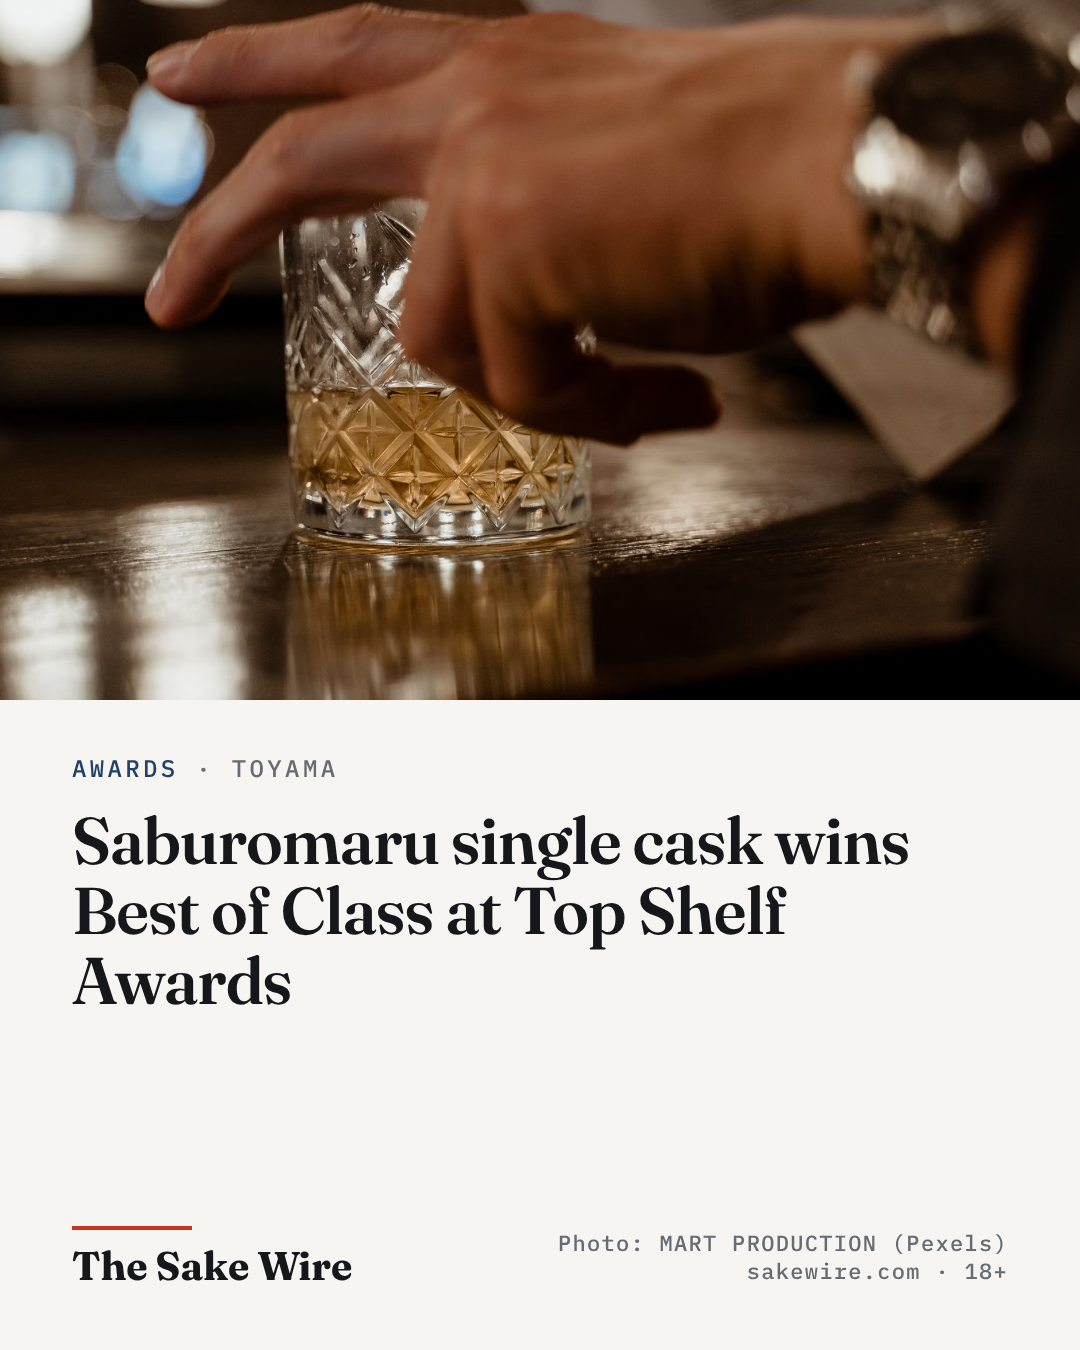 AWARDS · TOYAMA
Saburomaru single cask wins
Best of Class at Top Shelf
Awards
The Sake Wire
Photo: MART PRODUCTION (Pexels)
sakewire.com · 18+